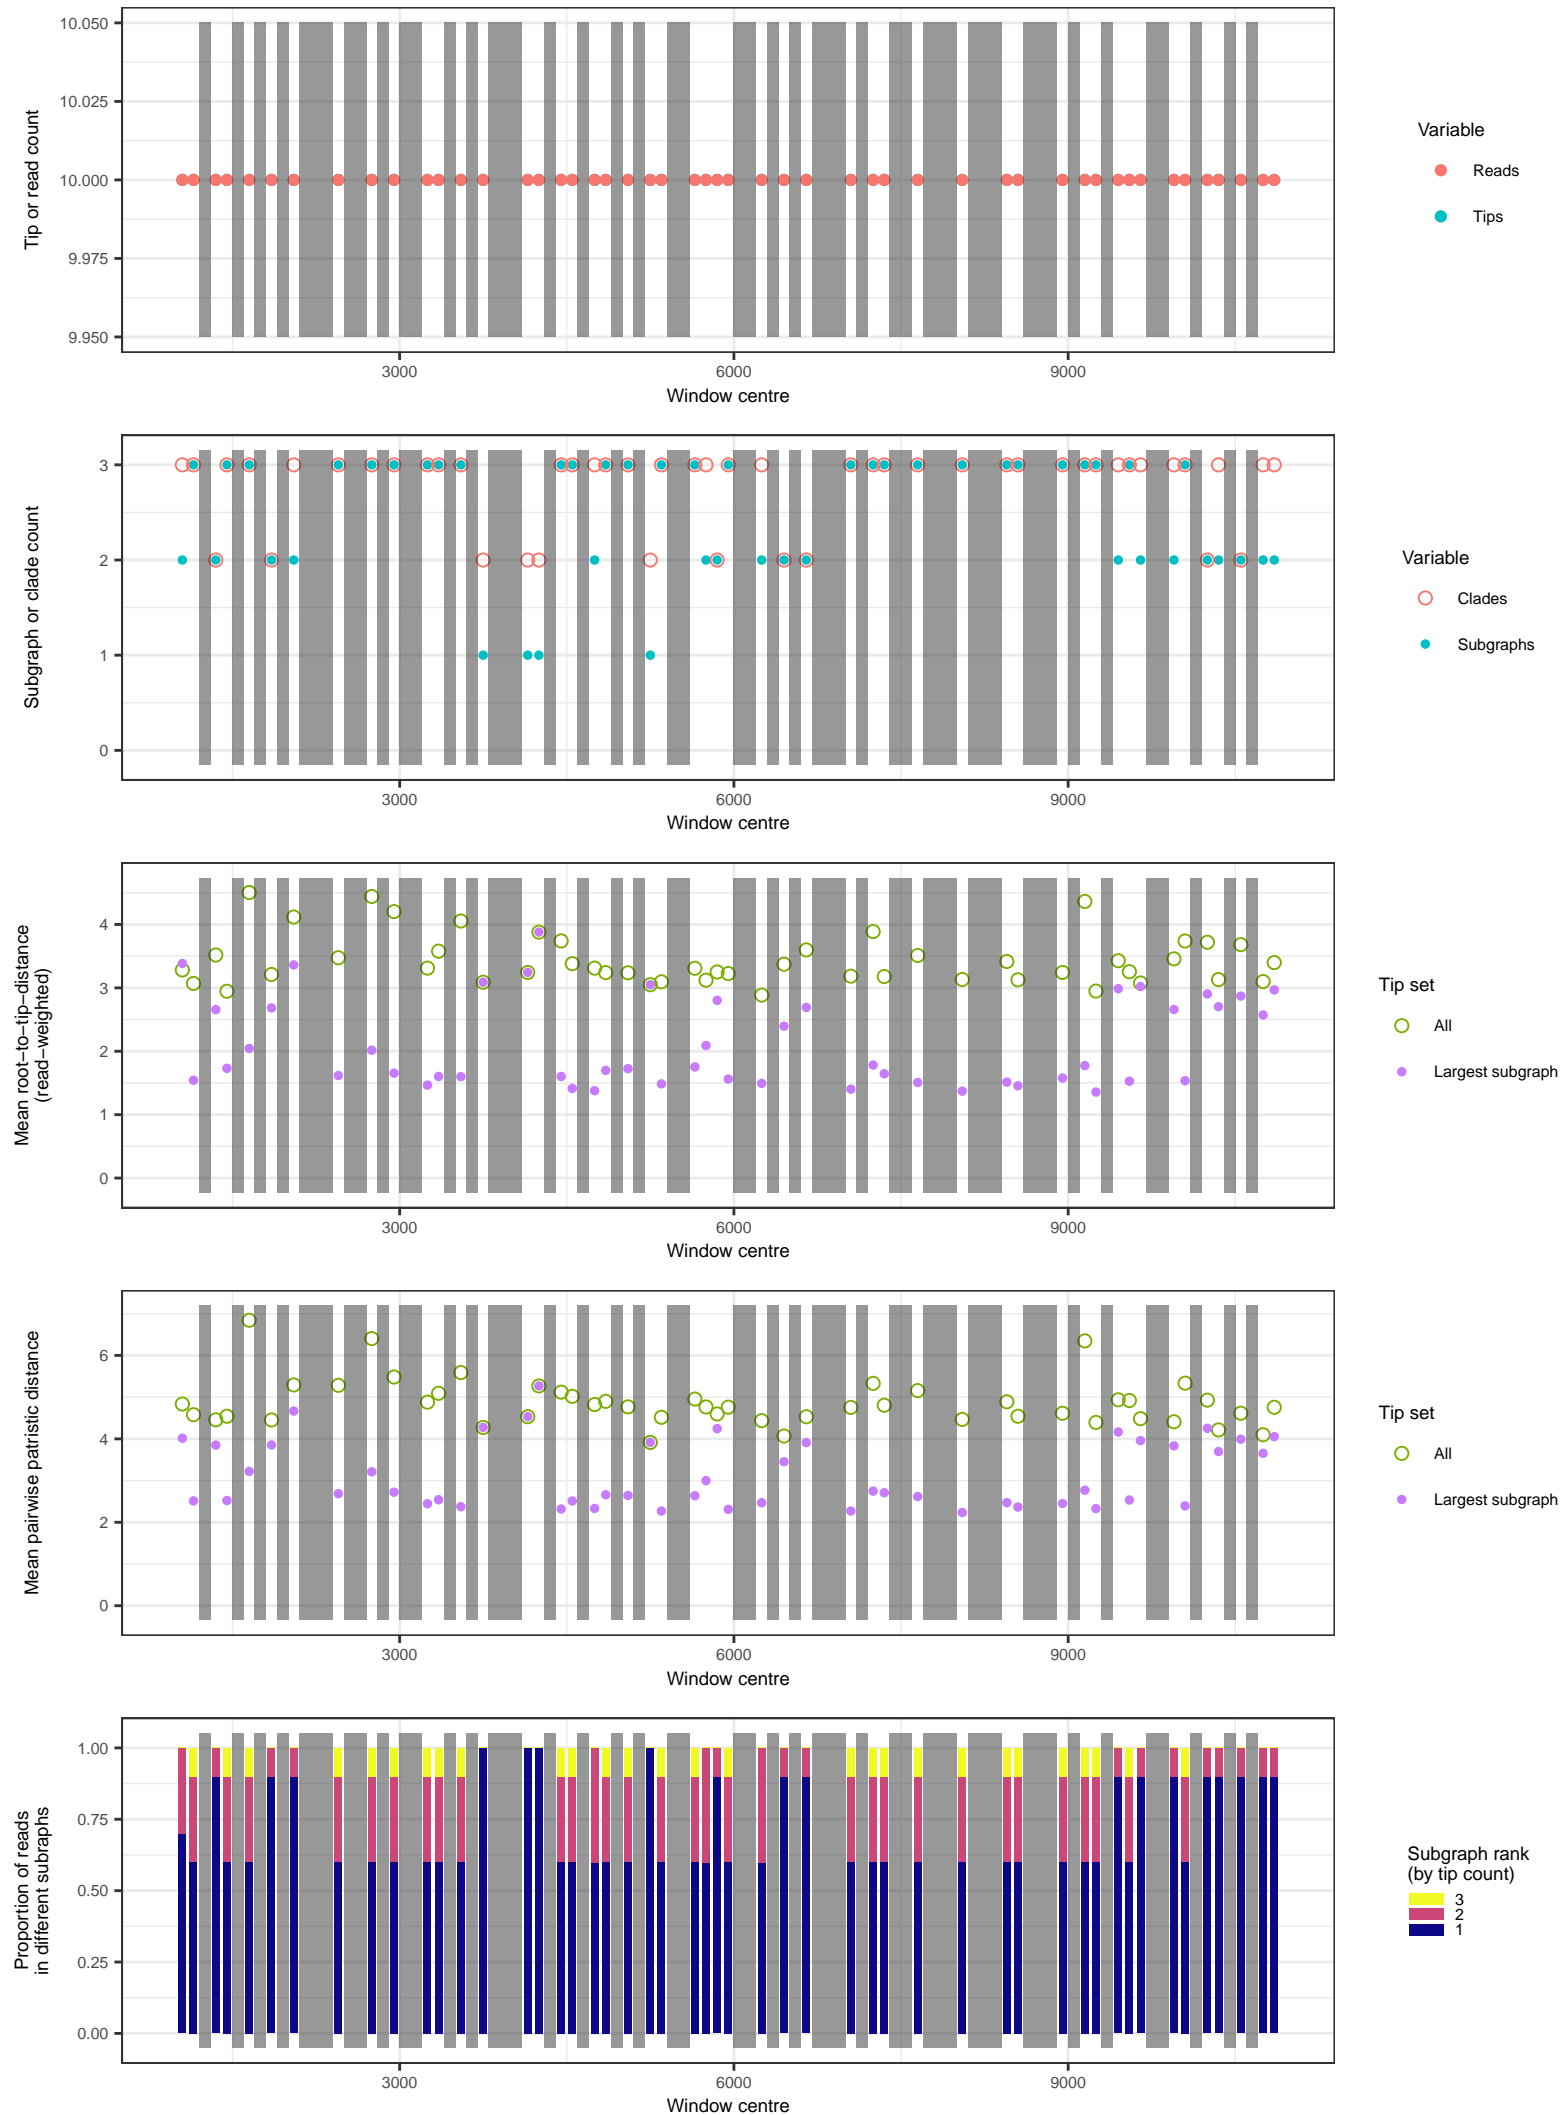 10.050
10.025
10.000
9.975
9.950
Tip or read count
3000
6000
9000
Window centre
Variable
Reads
Tips
3
2
1
0
Subgraph or clade count
3000
6000
9000
Window centre
Variable
Clades
Subgraphs
4
3
2
1
0
Mean root−to−tip−distance
(read−weighted)
3000
6000
9000
Window centre
Tip set
All
Largest subgraph
6
4
2
0
Mean pairwise patristic distance
3000
6000
9000
Window centre
Tip set
All
Largest subgraph
1.00
0.75
0.50
0.25
0.00
Proportion of reads
in different subraphs
3000
6000
9000
Window centre
Subgraph rank
(by tip count)
3
2
1